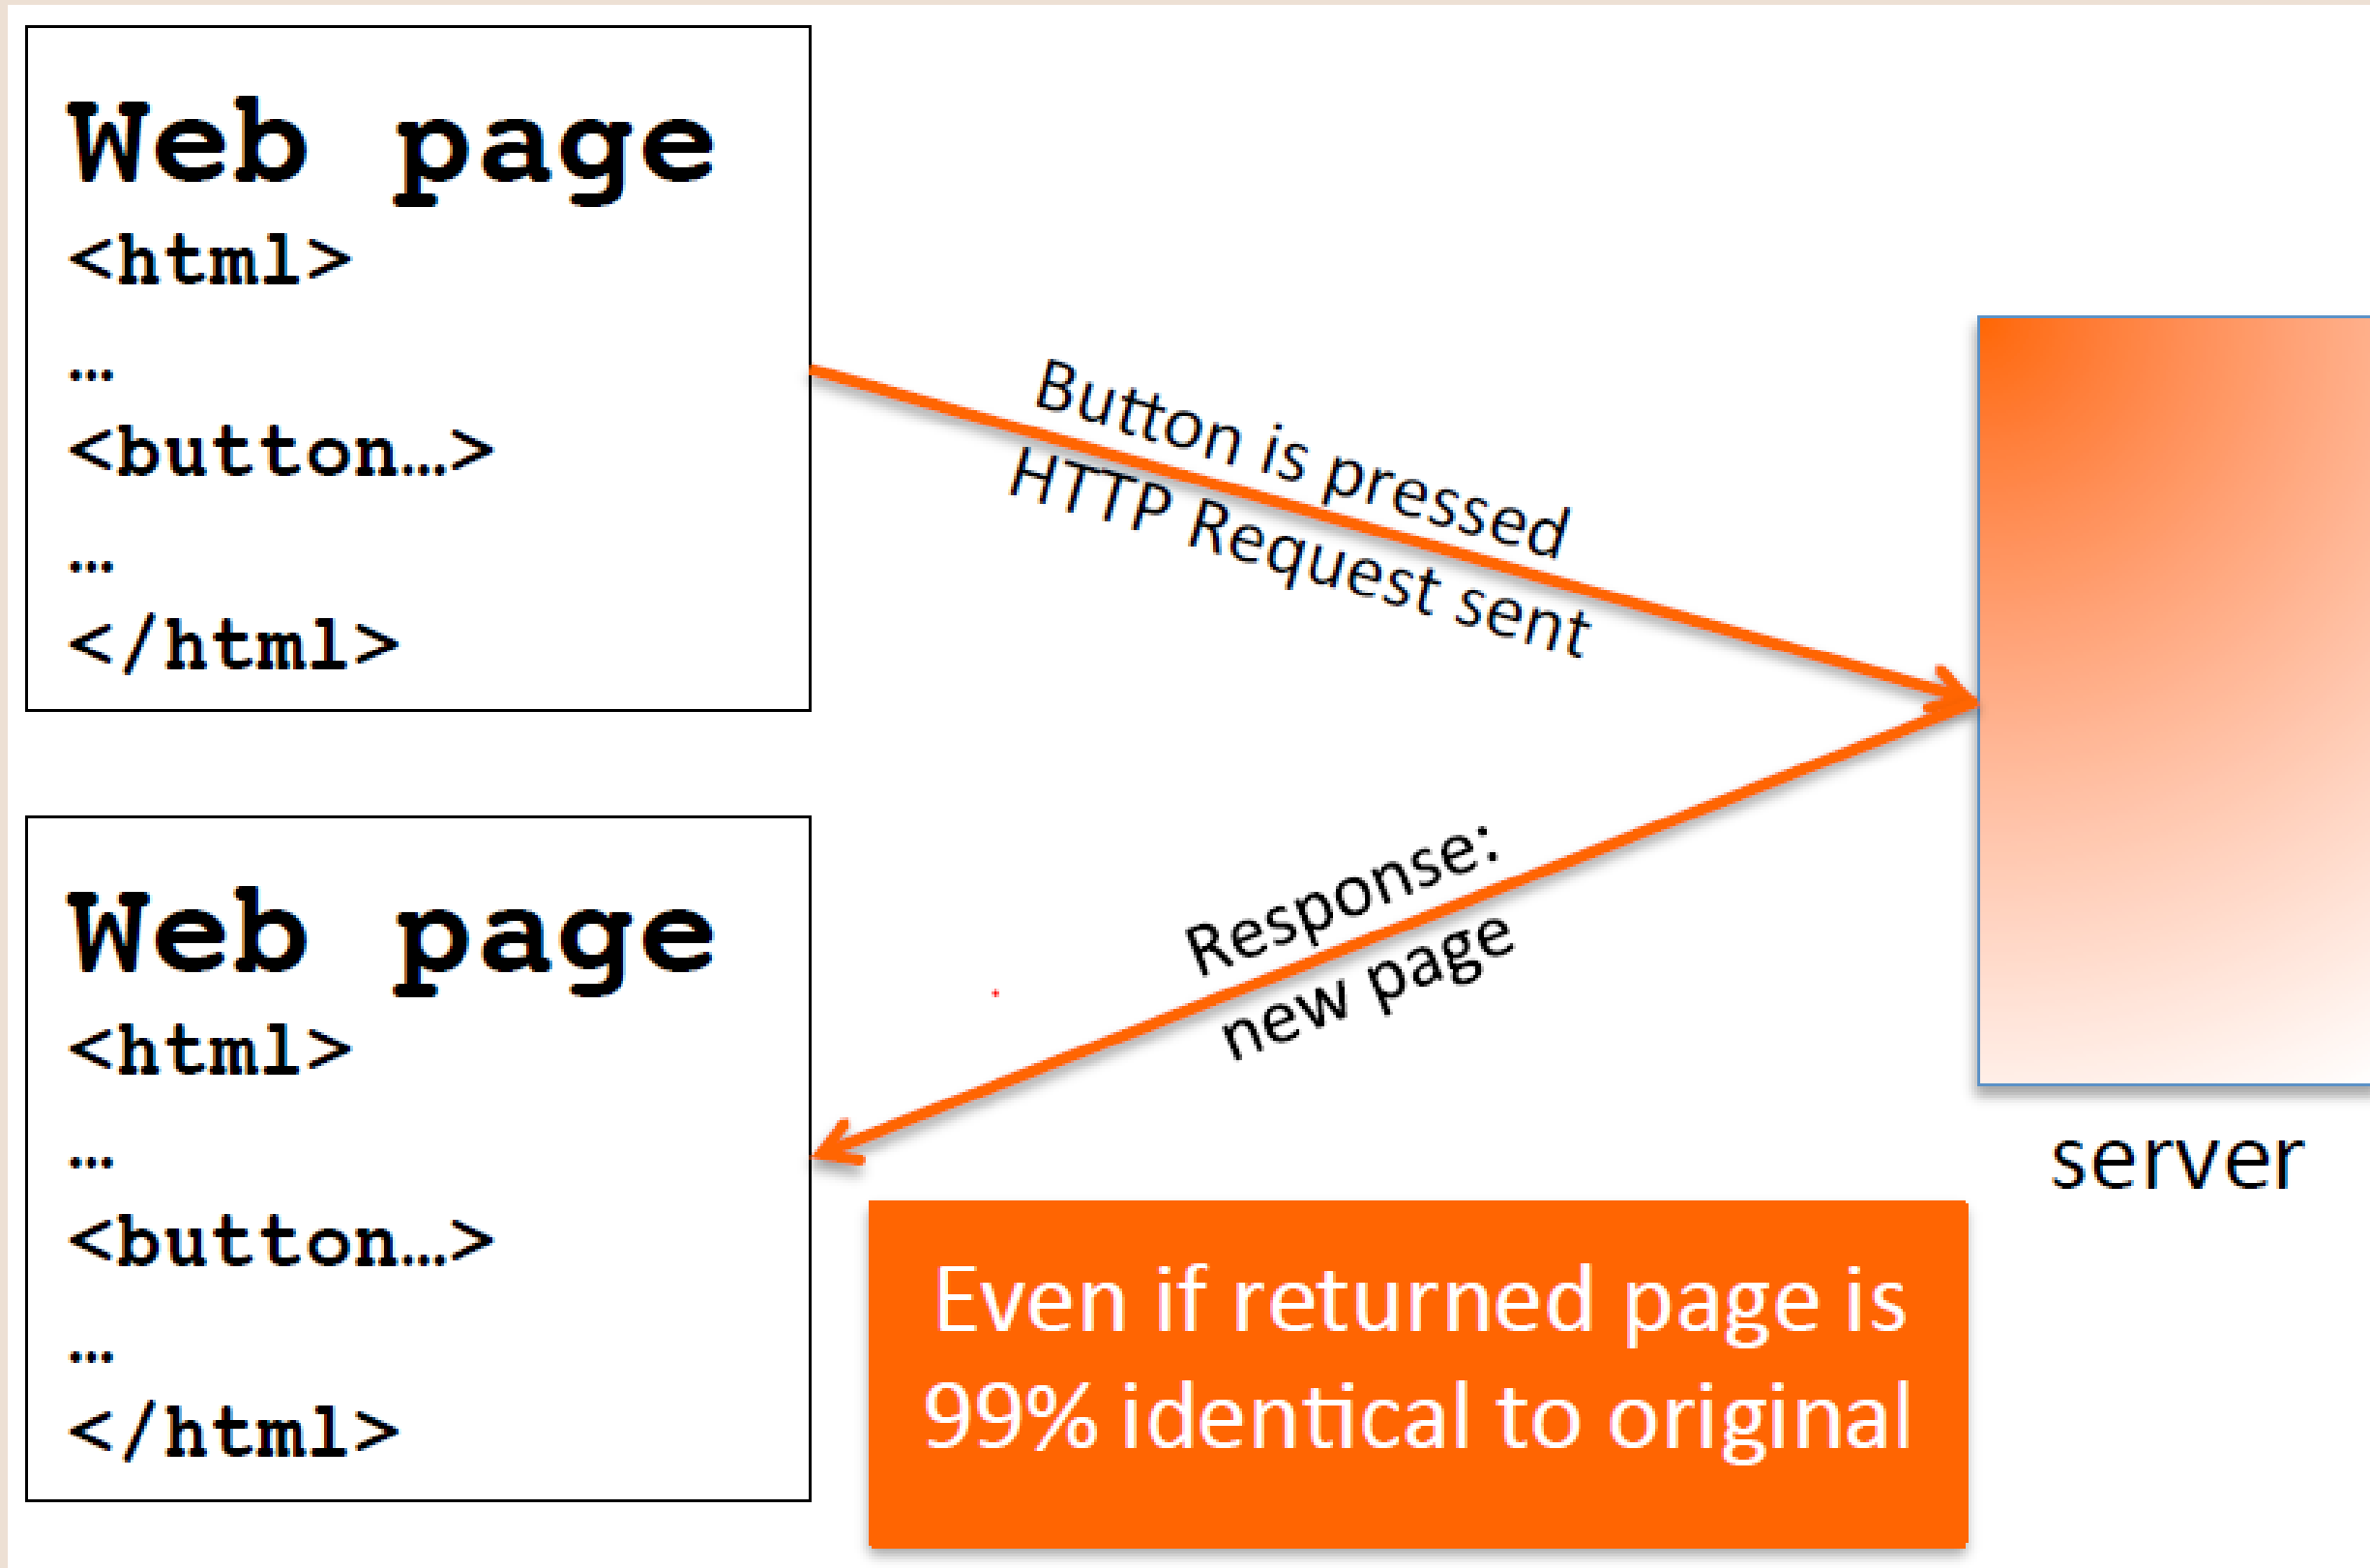 Web page
<html>
…
<button…>
…
</html>
Button is pressed
HTTP Request sent
server
Response:
new page
Web page
<html>
…
<button…>
…
</html>
Even if returned page is
99% identical to original